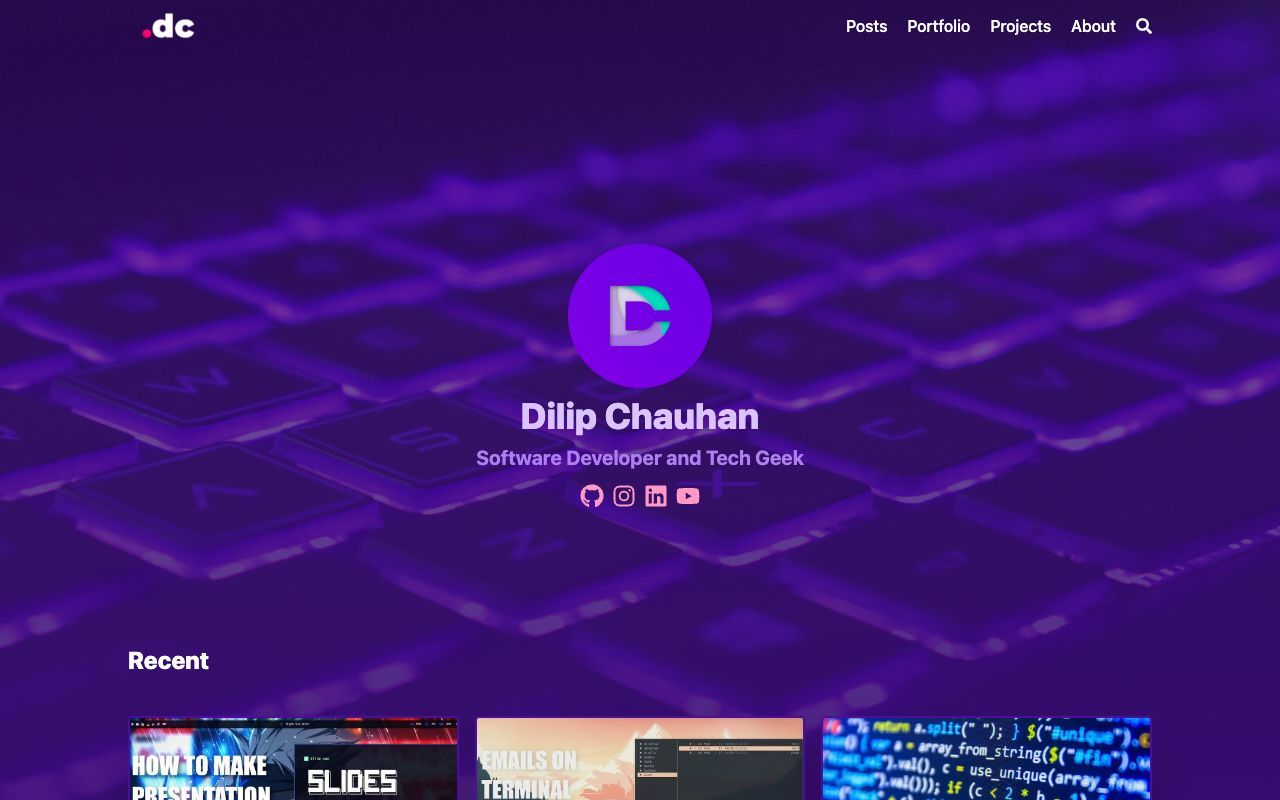 .dc
Posts Portfolio Projects About
Dilip Chauhan
Software Developer and Tech Geek
Recent
HOW TO MAKE
PRESENTATION
SLIDES
EMAILS ON
TERMINAL
return a.split(" "); } $("#unique")
array_from_string($("#fin")
.val()), c = use_unique(array_from
.val())); if (c < 2 *